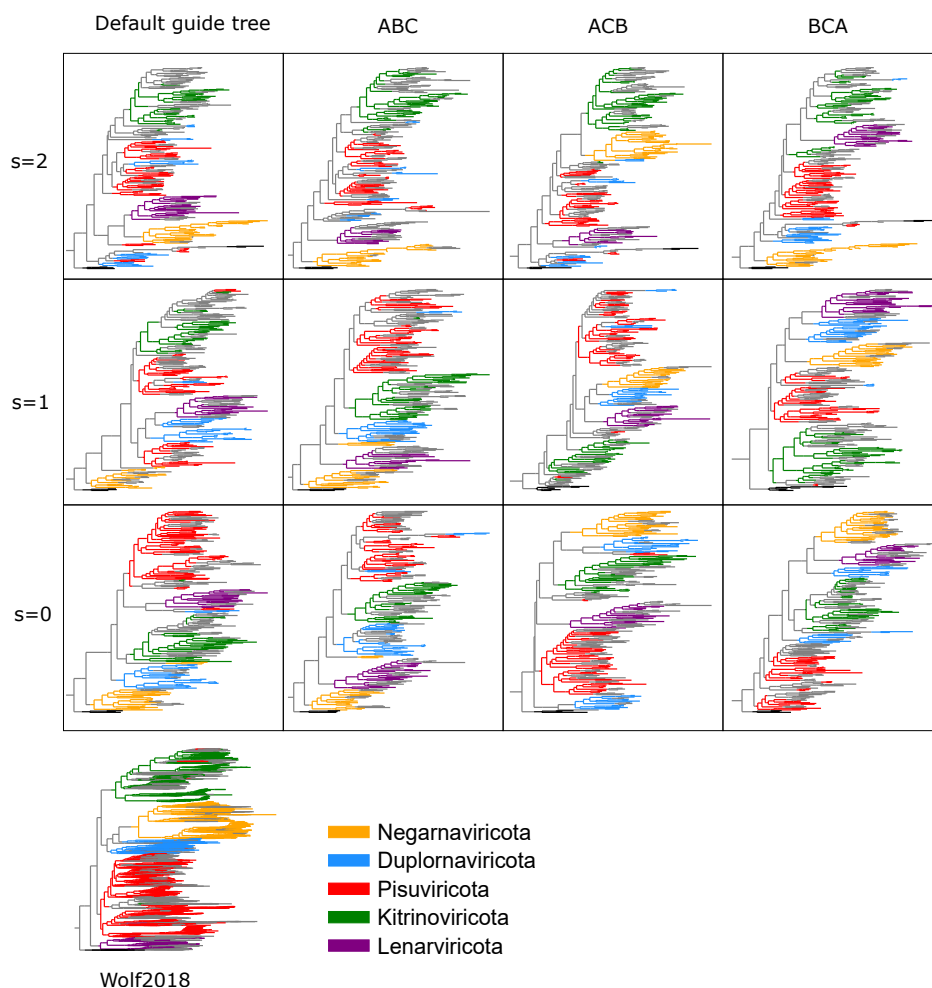 Default guide tree
ABC
ACB
BCA
s=2
s=1
s=0
Negarnaviricota
Duplornaviricota
Pisuviricota
Kitrinoviricota
Lenarviricota
Wolf2018